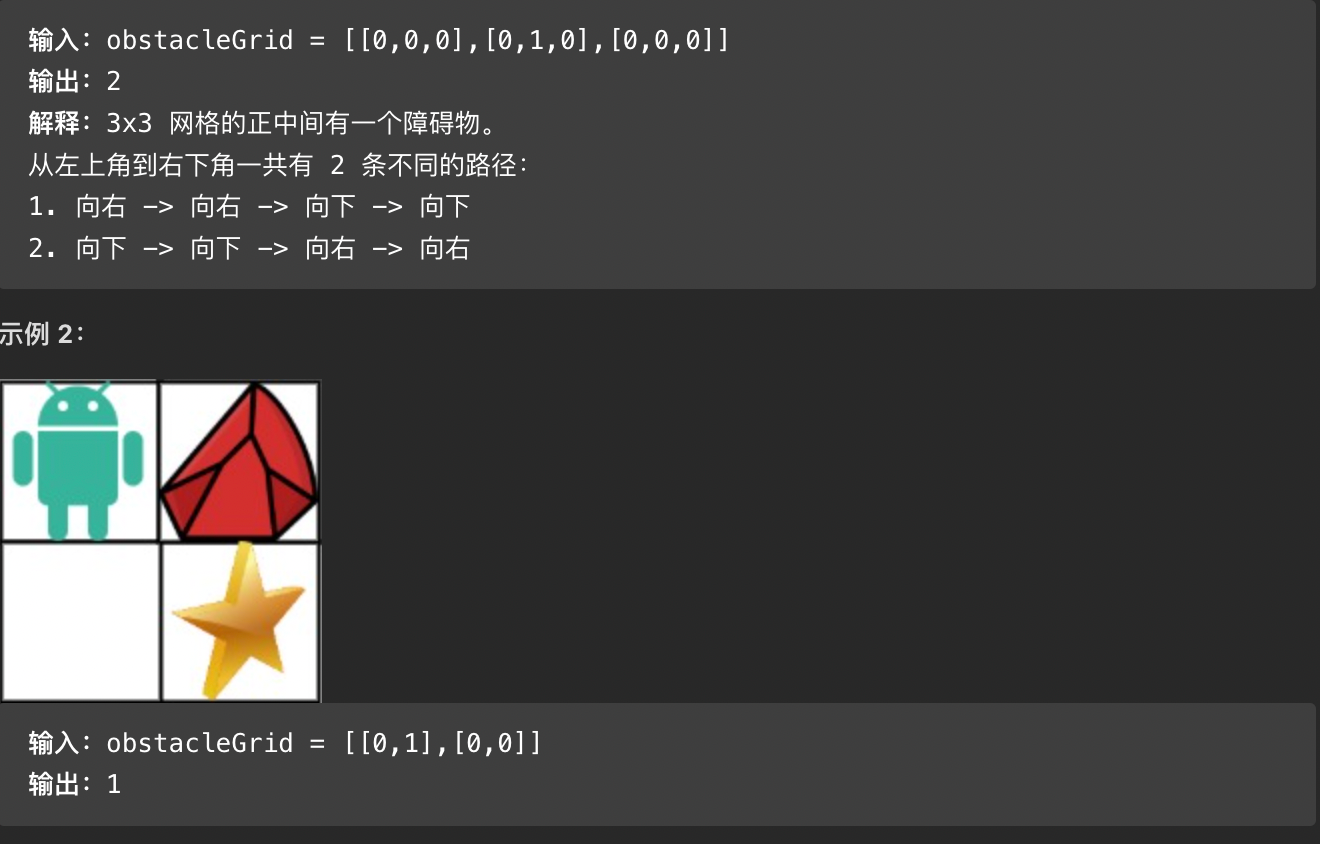 输入：obstacleGrid = [[0,0,0],[0,1,0],[0,0,0]]
输出：2
解释：3x3 网格的正中间有一个障碍物。
从左上角到右下角一共有 2 条不同的路径：
1. 向右 -> 向右 -> 向下 -> 向下
2. 向下 -> 向下 -> 向右 -> 向右
示例 2：
输入：obstacleGrid = [[0,1],[0,0]]
输出：1